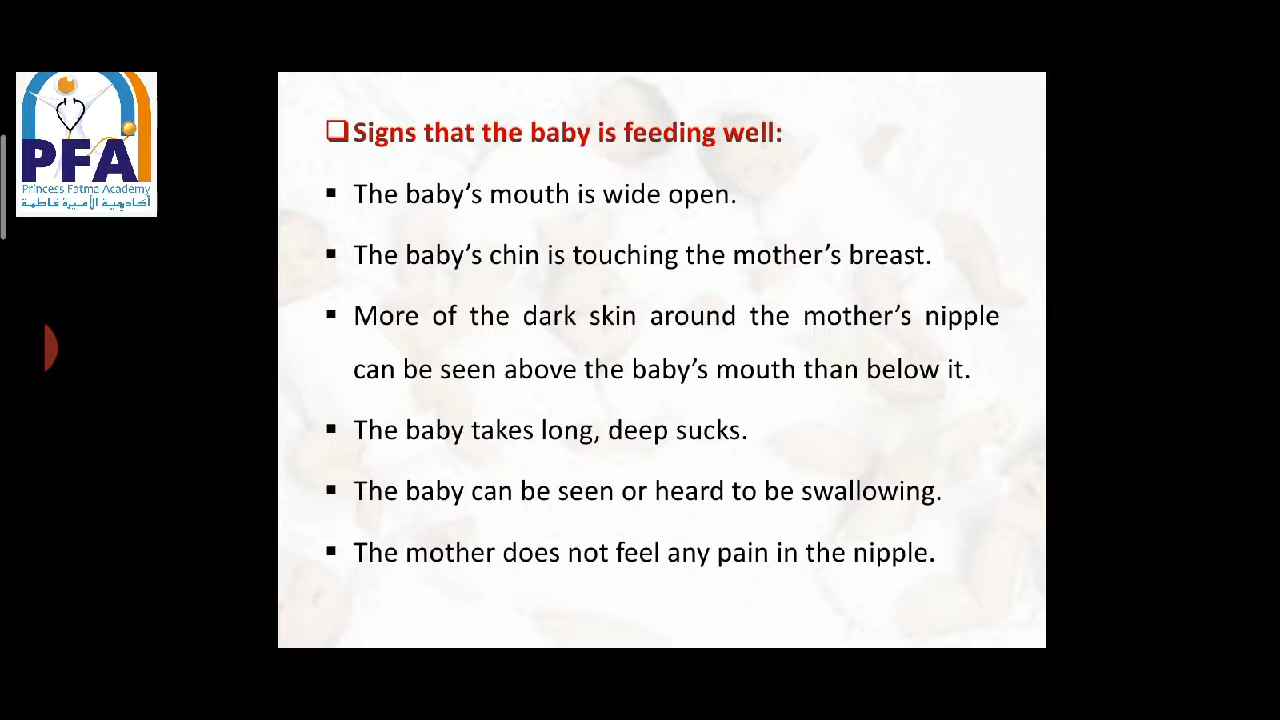 PFA
Princess Fatma Academy
أكاديمية الأميرة فاطمة
Signs that the baby is feeding well:
The baby’s mouth is wide open.
The baby’s chin is touching the mother’s breast.
More of the dark skin around the mother’s nipple
can be seen above the baby’s mouth than below it.
The baby takes long, deep sucks.
The baby can be seen or heard to be swallowing.
The mother does not feel any pain in the nipple.